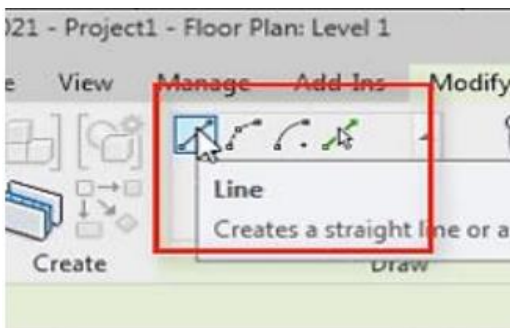 021 - Project1 - Floor Plan: Level 1
e View Manage Add-Ins Modify
Line
Creates a straight line or a
Create Draw